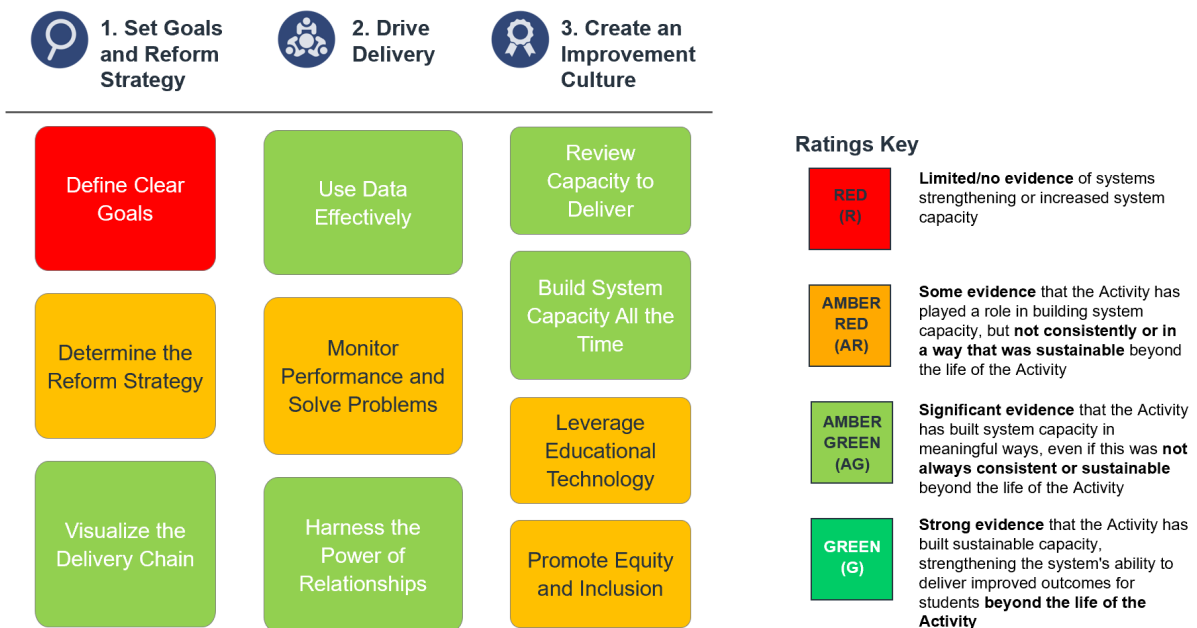 1. Set Goals
and Reform
Strategy
2. Drive
Delivery
3. Create an
Improvement
Culture
Define Clear
Goals
Determine the
Reform Strategy
Visualize the
Delivery Chain
Use Data
Effectively
Monitor
Performance and
Solve Problems
Harness the
Power of
Relationships
Review
Capacity to
Deliver
Build System
Capacity All the
Time
Leverage
Educational
Technology
Promote Equity
and Inclusion
Ratings Key
RED
(R)
Limited/no evidence of systems
strengthening or increased system
capacity
AMBER
RED
(AR)
Some evidence that the Activity has
played a role in building system
capacity, but not consistently or in
a way that was sustainable beyond
the life of the Activity
AMBER
GREEN
(AG)
Significant evidence that the Activity
has built system capacity in
meaningful ways, even if this was not
always consistent or sustainable
beyond the life of the Activity
GREEN
(G)
Strong evidence that the Activity has
built sustainable capacity,
strengthening the system's ability to
deliver improved outcomes for
students beyond the life of the
Activity